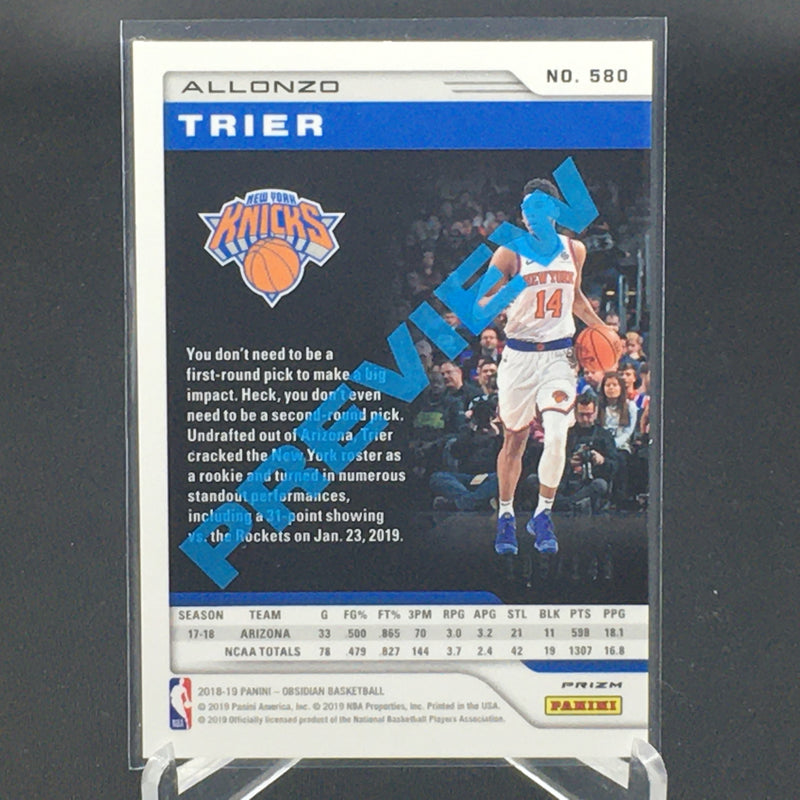 ALLONZO
NO. 580
TRIER
NEW YORK
KNICKS
PREVIEW
NEW YORK
14
You don't need to be a
first-round pick to make a big
impact. Heck, you don't even
need to be a second-round pick.
Undrafted out of Arizona, Trier
cracked the New York roster as
a rookie and turned in numerous
standout performances,
including a 31-point showing
vs. the Rockets on Jan. 23, 2019.
SEASON TEAM G FG% FT% 3PM RPG APG STL BLK PTS PPG
17-18 ARIZONA 33 .500 .865 70 3.0 3.2 21 11 598 18.1
NCAA TOTALS 78 .479 .827 144 3.7 2.4 42 19 1307 16.8
NBA
2018-19 PANINI – OBSIDIAN BASKETBALL
© 2019 Panini America, Inc. © 2019 NBA Properties, Inc. Printed in the USA.
© 2019 Officially licensed product of the National Basketball Players Association.
PRIZM
PANINI